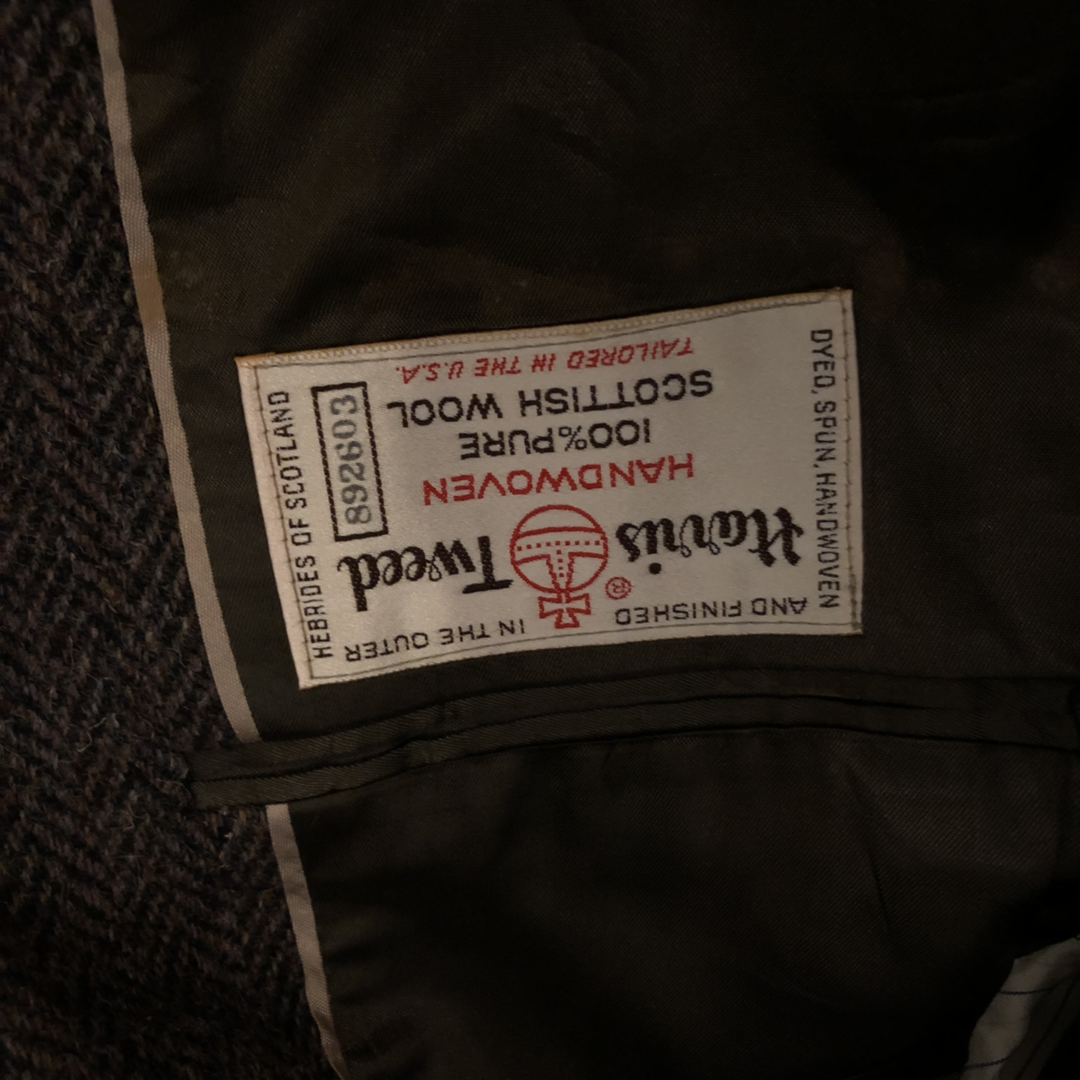 DYED, SPUN, HANDWOVEN
AND FINISHED IN THE OUTER
HEBRIDES OF SCOTLAND
Harris Tweed
®
HANDWOVEN
100% PURE
SCOTTISH WOOL
TAILORED IN THE U.S.A.
892603